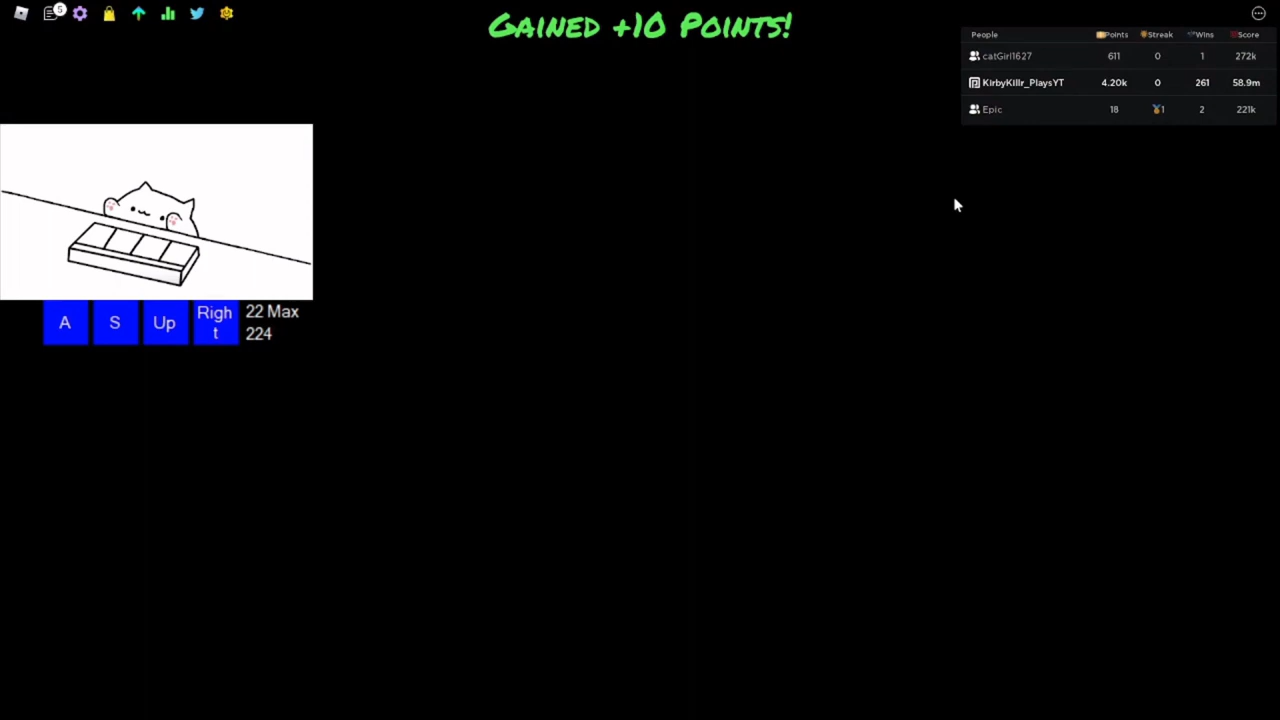 5
GAINED +10 POINTS!
People Points Streak Wins Score
catGirl1627 611 0 1 272k
KirbyKillr_PlaysYT 4.20k 0 261 58.9m
Epic 18 1 2 221k
A S Up Righ
t
22 Max
224